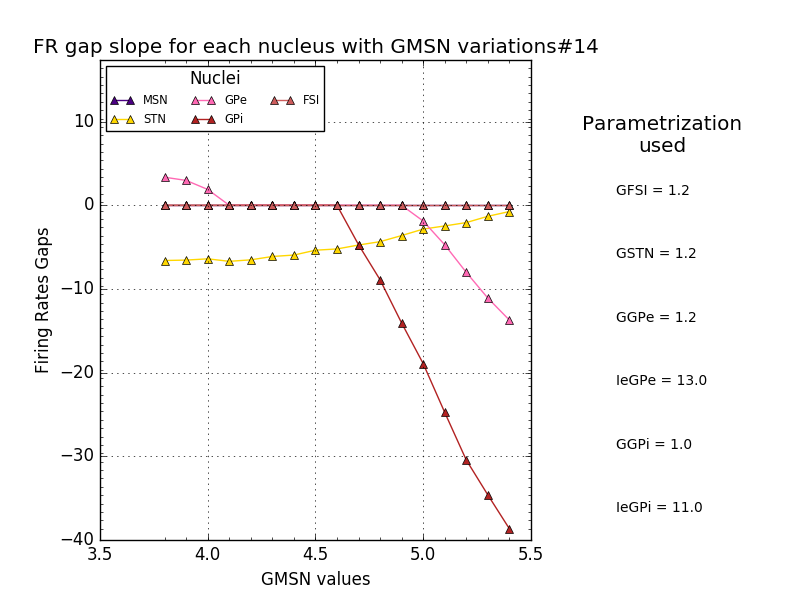 FR gap slope for each nucleus with GMSN variations#14
Nuclei
MSN GPe FSI
STN GPi
10
0
−10
−20
−30
−40
3.5 4.0 4.5 5.0 5.5
Firing Rates Gaps
GMSN values
Parametrization
used
GFSI = 1.2
GSTN = 1.2
GGPe = 1.2
IeGPe = 13.0
GGPi = 1.0
IeGPi = 11.0